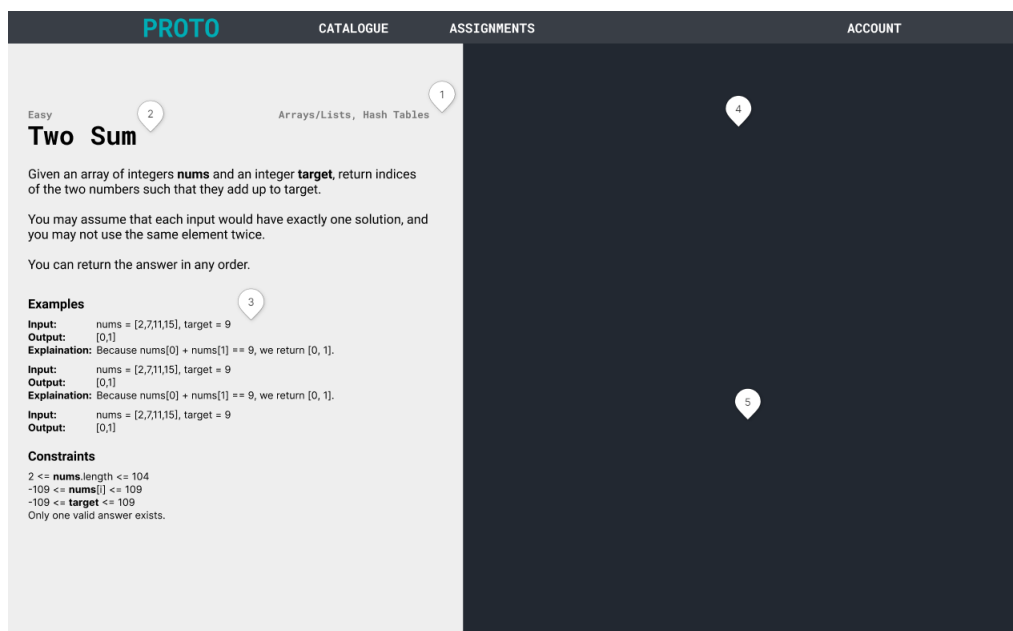 PROTO CATALOGUE ASSIGNMENTS ACCOUNT
1
4
2
Easy Arrays/Lists, Hash Tables
Two Sum
Given an array of integers nums and an integer target, return indices
of the two numbers such that they add up to target.
You may assume that each input would have exactly one solution, and
you may not use the same element twice.
You can return the answer in any order.
3
Examples
Input: nums = [2,7,11,15], target = 9
Output: [0,1]
Explaination: Because nums[0] + nums[1] == 9, we return [0, 1].
Input: nums = [2,7,11,15], target = 9
Output: [0,1]
Explaination: Because nums[0] + nums[1] == 9, we return [0, 1].
5
Input: nums = [2,7,11,15], target = 9
Output: [0,1]
Constraints
2 <= nums.length <= 104
-109 <= nums[i] <= 109
-109 <= target <= 109
Only one valid answer exists.